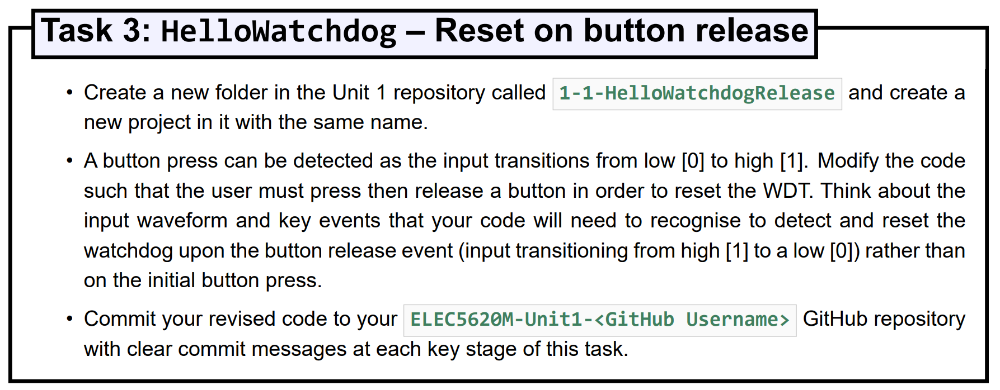 Task 3: HelloWatchdog – Reset on button release
• Create a new folder in the Unit 1 repository called 1-1-HelloWatchdogRelease and create a
new project in it with the same name.
• A button press can be detected as the input transitions from low [0] to high [1]. Modify the code
such that the user must press then release a button in order to reset the WDT. Think about the
input waveform and key events that your code will need to recognise to detect and reset the
watchdog upon the button release event (input transitioning from high [1] to a low [0]) rather than
on the initial button press.
• Commit your revised code to your ELEC5620M-Unit1-<GitHub Username> GitHub repository
with clear commit messages at each key stage of this task.